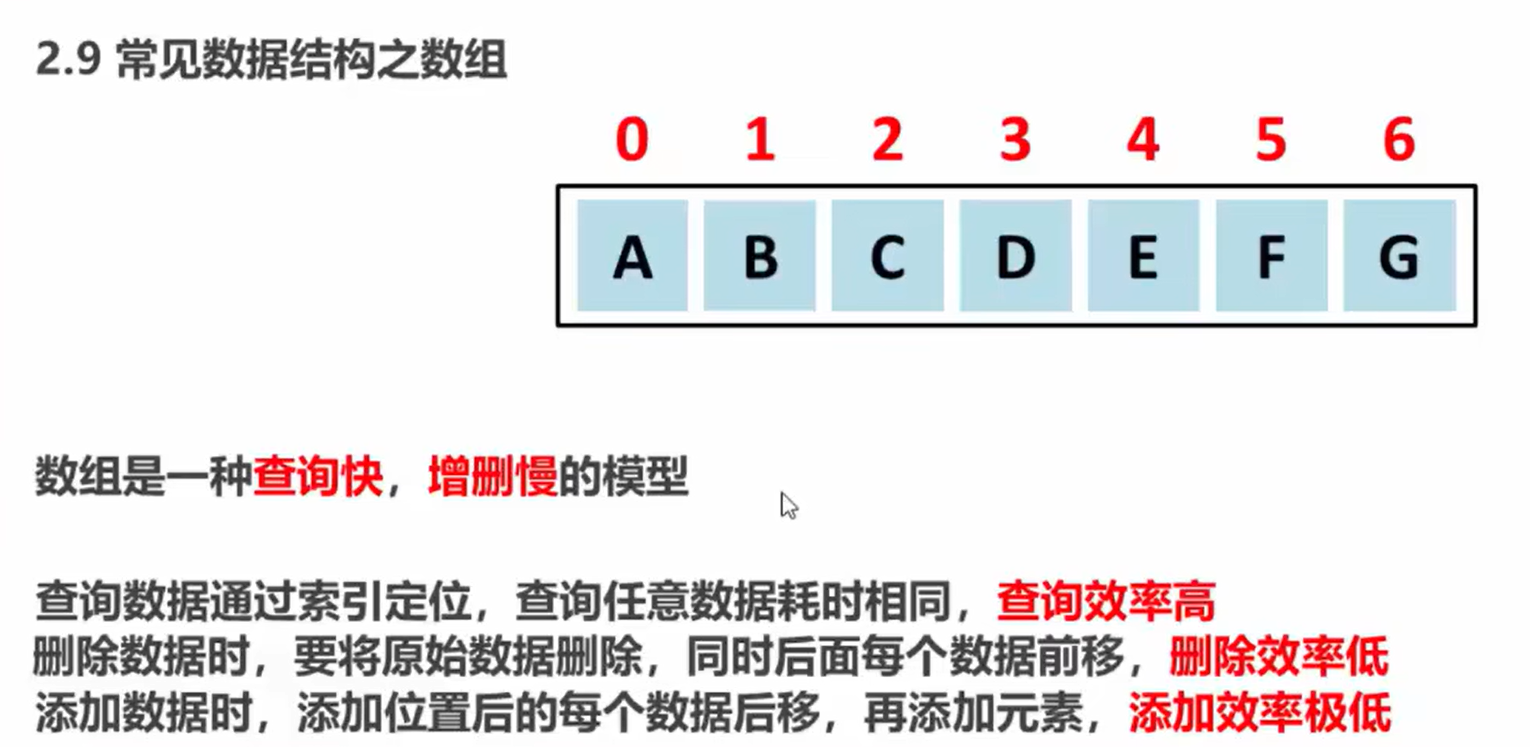 2.9 常见数据结构之数组
0 1 2 3 4 5 6
A B C D E F G
数组是一种查询快，增删慢的模型
查询数据通过索引定位，查询任意数据耗时相同，查询效率高
删除数据时，要将原始数据删除，同时后面每个数据前移，删除效率低
添加数据时，添加位置后的每个数据后移，再添加元素，添加效率极低